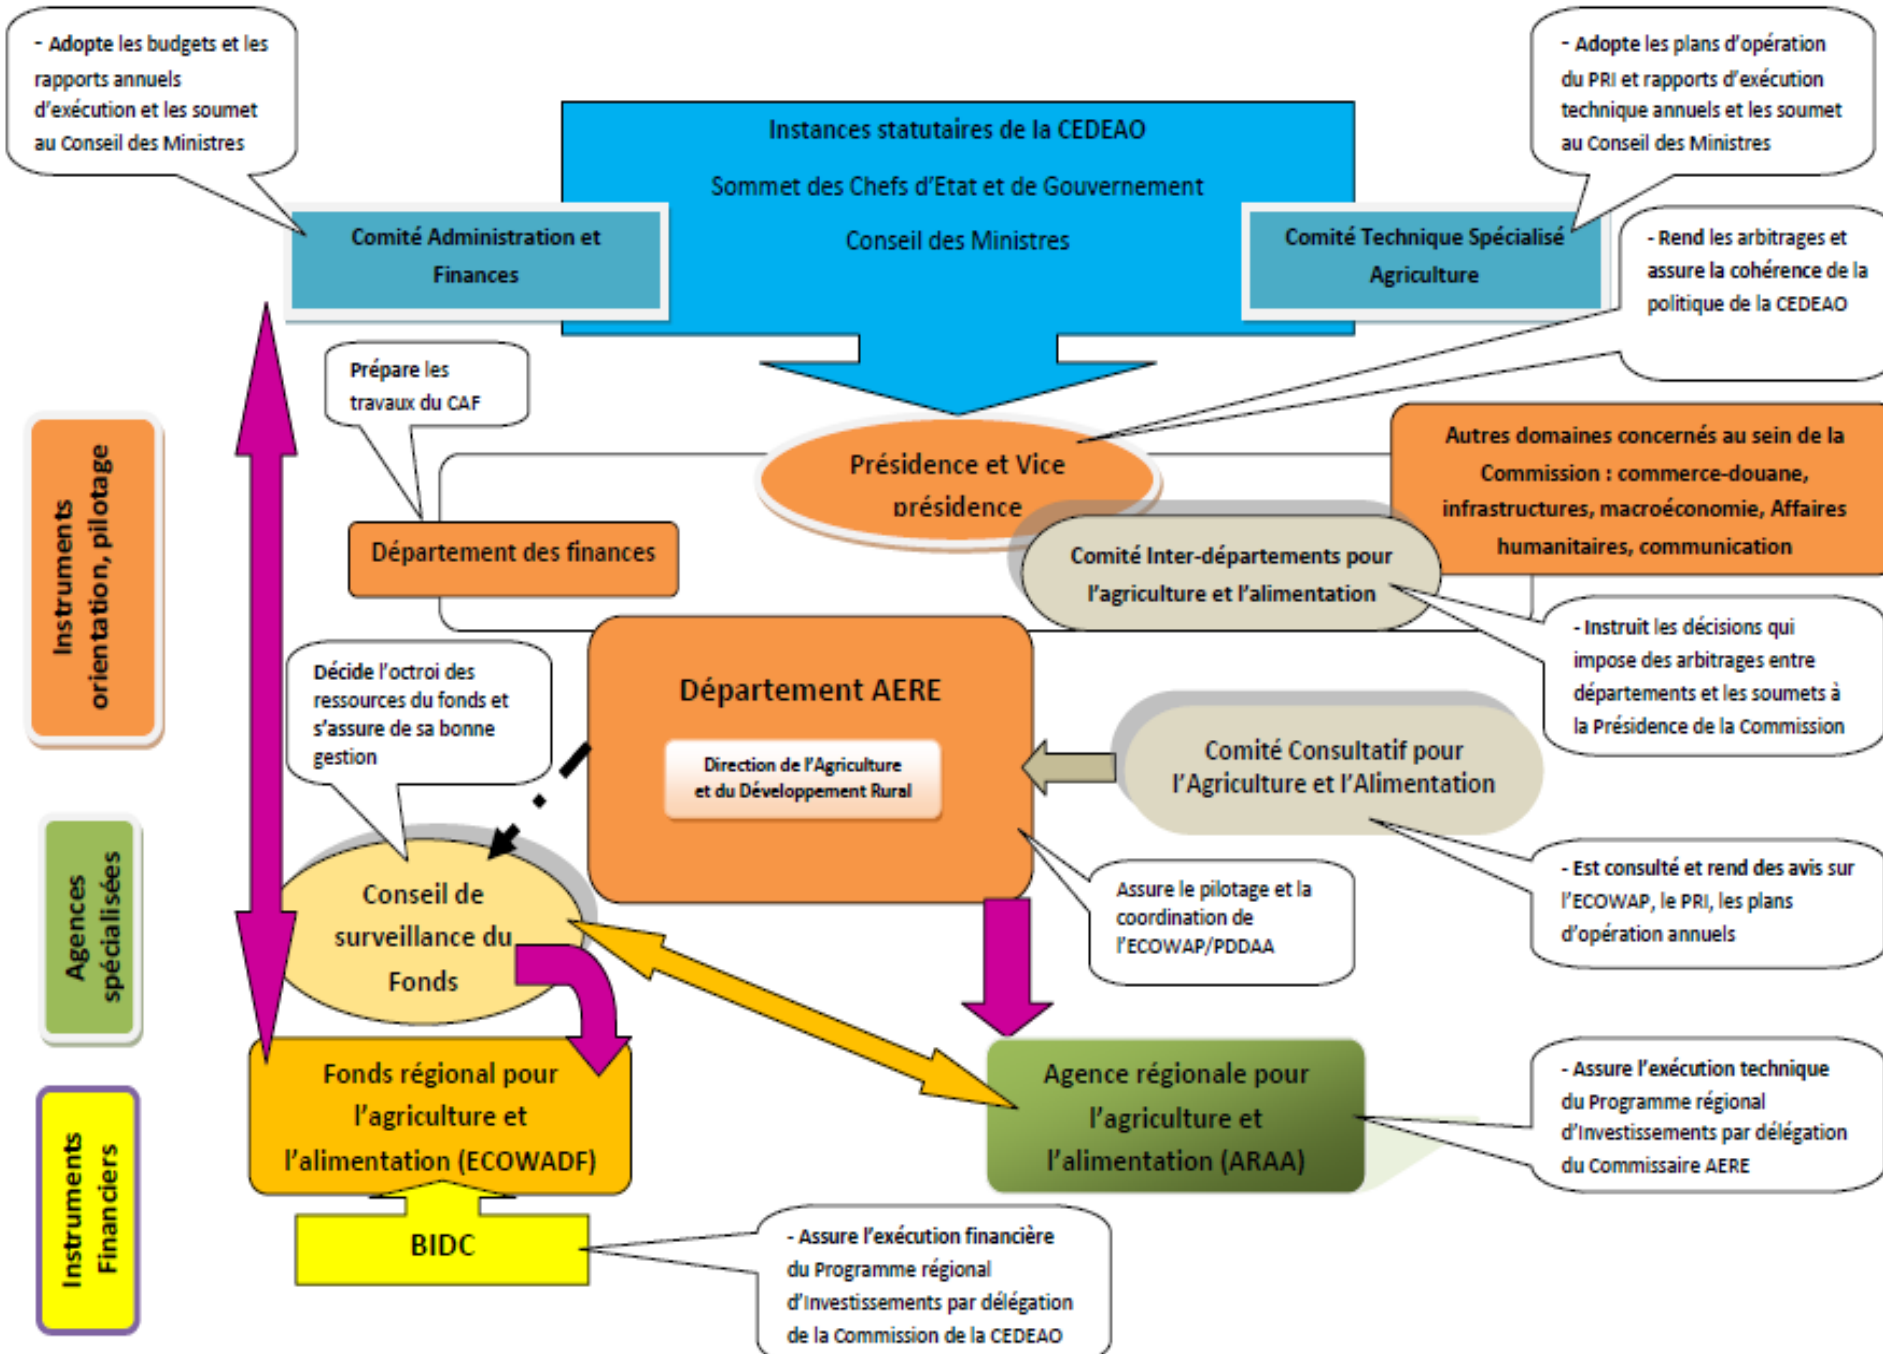 - Adopte les budgets et les
rapports annuels
d'exécution et les soumet
au Conseil des Ministres
- Adopte les plans d'opération
du PRI et rapports d'exécution
technique annuels et les soumet
au Conseil des Ministres
Instances statutaires de la CEDEAO
Sommet des Chefs d'Etat et de Gouvernement
Conseil des Ministres
Comité Administration et
Finances
Comité Technique Spécialisé
Agriculture
- Rend les arbitrages et
assure la cohérence de la
politique de la CEDEAO
Prépare les
travaux du CAF
Présidence et Vice
présidence
Autres domaines concernés au sein de la
Commission : commerce-douane,
infrastructures, macroéconomie, Affaires
humanitaires, communication
Instruments
orientation, pilotage
Département des finances
Comité Inter-départements pour
l'agriculture et l'alimentation
- Instruit les décisions qui
impose des arbitrages entre
départements et les soumets à
la Présidence de la Commission
Décide l'octroi des
ressources du fonds et
s'assure de sa bonne
gestion
Département AERE
Direction de l'Agriculture
et du Développement Rural
Comité Consultatif pour
l'Agriculture et l'Alimentation
Agences
spécialisées
Conseil de
surveillance du
Fonds
Assure le pilotage et la
coordination de
l'ECOWAP/PDDAA
- Est consulté et rend des avis sur
l'ECOWAP, le PRI, les plans
d'opération annuels
Fonds régional pour
l'agriculture et
l'alimentation (ECOWADF)
Agence régionale pour
l'agriculture et
l'alimentation (ARAA)
- Assure l'exécution technique
du Programme régional
d'Investissements par délégation
du Commissaire AERE
Instruments
Financiers
BIDC
- Assure l'exécution financière
du Programme régional
d'Investissements par délégation
de la Commission de la CEDEAO